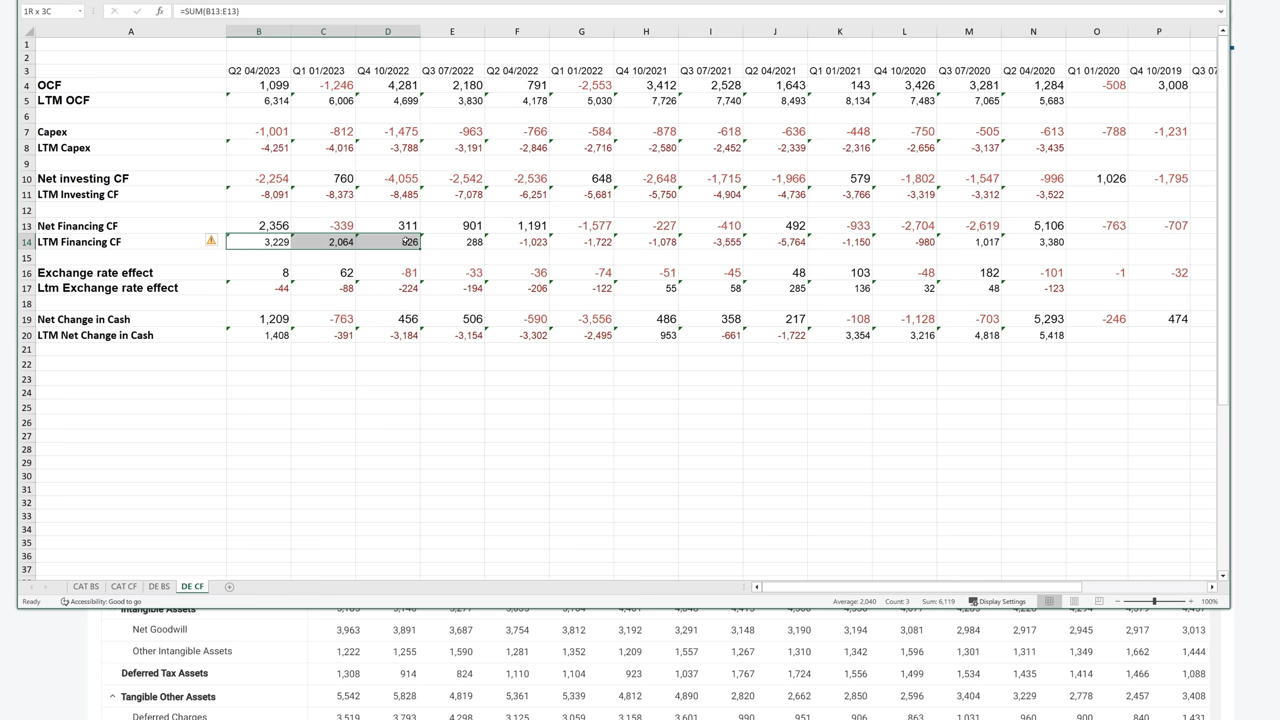 1R x 3C fx =SUM(B13:E13)
A B C D E F G H I J K L M N O P
1
2
3 Q2 04/2023 Q1 01/2023 Q4 10/2022 Q3 07/2022 Q2 04/2022 Q1 01/2022 Q4 10/2021 Q3 07/2021 Q2 04/2021 Q1 01/2021 Q4 10/2020 Q3 07/2020 Q2 04/2020 Q1 01/2020 Q4 10/2019 Q3 07
4 OCF 1,099 -1,246 4,281 2,180 791 -2,553 3,412 2,528 1,643 143 3,426 3,281 1,284 -508 3,008
5 LTM OCF 6,314 6,006 4,699 3,830 4,178 5,030 7,726 7,740 8,493 8,134 7,483 7,065 5,683
6
7 Capex -1,001 -812 -1,475 -963 -766 -584 -878 -618 -636 -448 -750 -505 -613 -788 -1,231
8 LTM Capex -4,251 -4,016 -3,788 -3,191 -2,846 -2,716 -2,580 -2,452 -2,339 -2,316 -2,656 -3,137 -3,435
9
10 Net investing CF -2,254 760 -4,055 -2,542 -2,536 648 -2,648 -1,715 -1,966 579 -1,802 -1,547 -996 1,026 -1,795
11 LTM Investing CF -8,091 -8,373 -8,485 -7,078 -6,251 -5,681 -5,750 -4,904 -4,736 -3,766 -3,319 -3,312 -3,522
12
13 Net Financing CF 2,356 -339 311 901 1,191 -1,577 -227 -410 492 -933 -2,704 -2,619 5,106 -763 -707
14 LTM Financing CF 3,229 2,064 826 288 -1,023 -1,722 -1,078 -3,555 -5,764 -1,150 -980 1,017 3,380
15
16 Exchange rate effect 8 62 -81 -33 -36 -74 -51 -45 48 103 -48 182 -101 -1 -32
17 Ltm Exchange rate effect -44 -88 -224 -194 -206 -122 55 58 285 136 32 48 -123
18
19 Net Change in Cash 1,209 -763 456 506 -590 -3,556 486 358 217 -108 -1,128 -703 5,293 -246 474
20 LTM Net Change in Cash 1,408 -391 -3,184 -3,154 -3,302 -2,495 953 -661 -1,722 3,354 3,216 4,818 5,418
21
22
23
24
25
26
27
28
29
30
31
32
33
34
35
36
37
CAT BS CAT CF DE BS DE CF
Ready Accessibility: Good to go Average: 2,040 Count: 3 Sum: 6,119 Display Settings 100%
Intangible Assets
Net Goodwill 3,963 3,891 3,687 3,754 3,812 3,192 3,291 3,148 3,190 3,194 3,081 2,984 2,917 2,945 2,917 3,013
Other Intangible Assets 1,222 1,255 1,590 1,281 1,352 1,209 1,557 1,267 1,310 1,342 1,596 1,301 1,311 1,349 1,662 1,444
Deferred Tax Assets 1,308 914 824 1,110 1,104 923 1,037 1,767 1,724 1,556 1,499 1,534 1,435 1,414 1,466 1,088
Tangible Other Assets 5,542 5,828 4,819 5,361 5,339 4,812 4,890 2,820 2,662 2,850 2,596 3,404 3,229 2,778 2,457 3,408
Deferred Charges 3,519 3,793 4,298 3,125 3,059 3,158 3,601 990 951 906 863 1,031 960 900 840 1,431